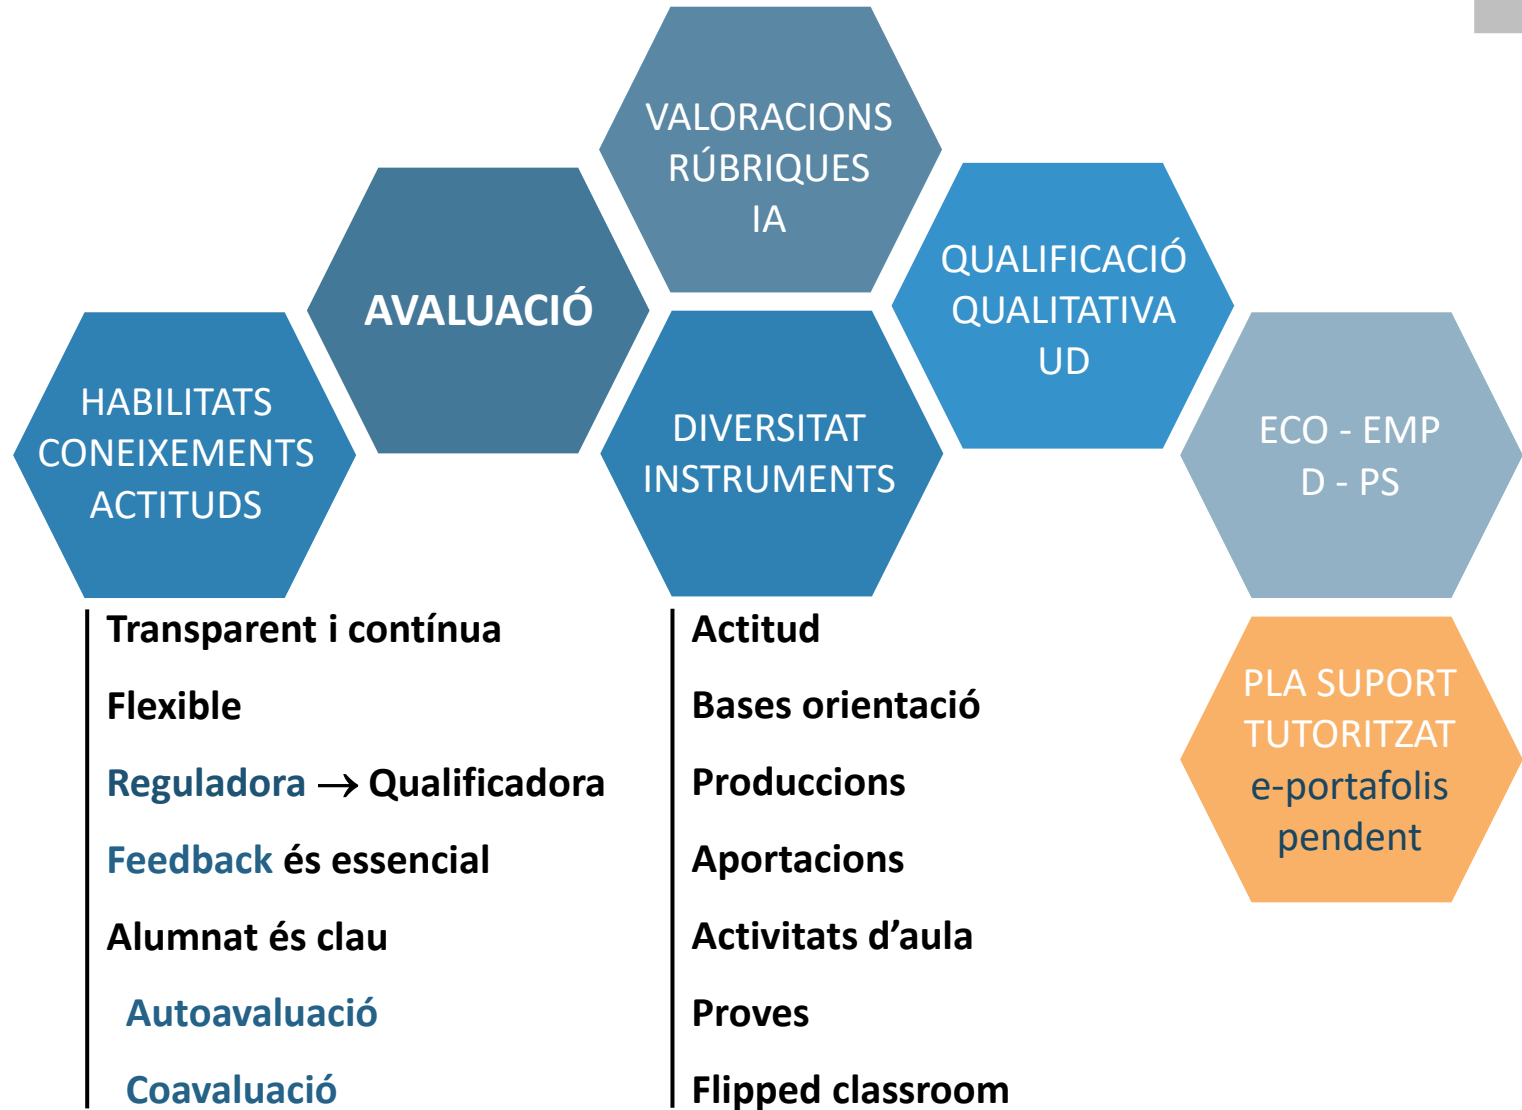 VALORACIONS
RÚBRIQUES
IA
AVALUACIÓ
QUALIFICACIÓ
QUALITATIVA
UD
HABILITATS
CONEIXEMENTS
ACTITUDS
DIVERSITAT
INSTRUMENTS
ECO - EMP
D - PS
Transparent i contínua
Flexible
Reguladora → Qualificadora
Feedback és essencial
Alumnat és clau
Autoavaluació
Coavaluació
Actitud
Bases orientació
Produccions
Aportacions
Activitats d’aula
Proves
Flipped classroom
PLA SUPORT
TUTORITZAT
e-portafolis
pendent